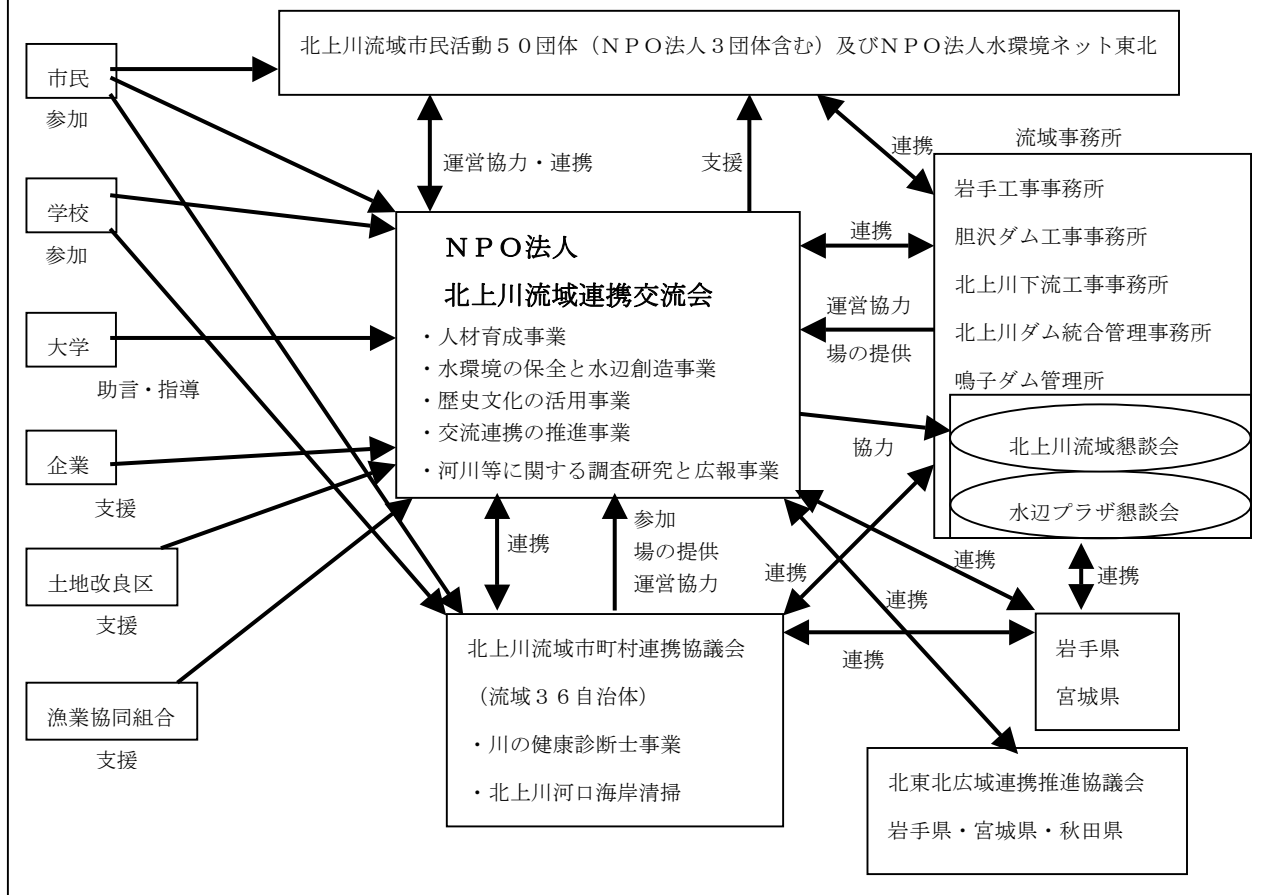 北上川流域市民活動５０団体（ＮＰＯ法人３団体含む）及びＮＰＯ法人水環境ネット東北
市民
参加
学校
参加
大学
助言・指導
企業
支援
土地改良区
支援
漁業協同組合
支援
運営協力・連携
支援
連携
流域事務所
岩手工事事務所
胆沢ダム工事事務所
北上川下流工事事務所
北上川ダム統合管理事務所
鳴子ダム管理所
北上川流域懇談会
水辺プラザ懇談会
ＮＰＯ法人
北上川流域連携交流会
・人材育成事業
・水環境の保全と水辺創造事業
・歴史文化の活用事業
・交流連携の推進事業
・河川等に関する調査研究と広報事業
連携
運営協力
場の提供
協力
連携
参加
場の提供
運営協力
連携
連携
連携
連携
連携
北上川流域市町村連携協議会
（流域３６自治体）
・川の健康診断士事業
・北上川河口海岸清掃
岩手県
宮城県
北東北広域連携推進協議会
岩手県・宮城県・秋田県